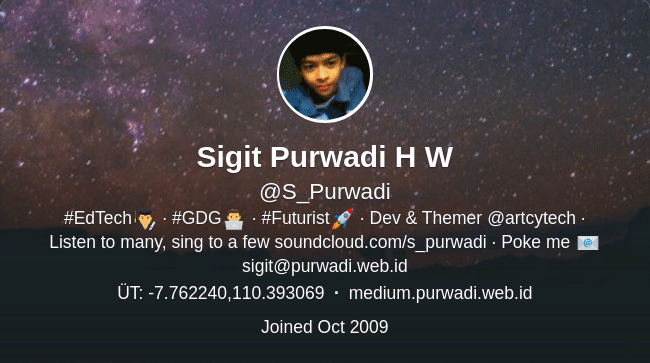 Sigit Purwadi H W
@S_Purwadi
#EdTech👨‍🎓 · #GDG👨‍💻 · #Futurist🚀 · Dev & Themer @artcytech ·
Listen to many, sing to a few soundcloud.com/s_purwadi · Poke me 📧
sigit@purwadi.web.id
ÜT: -7.762240,110.393069 · medium.purwadi.web.id
Joined Oct 2009